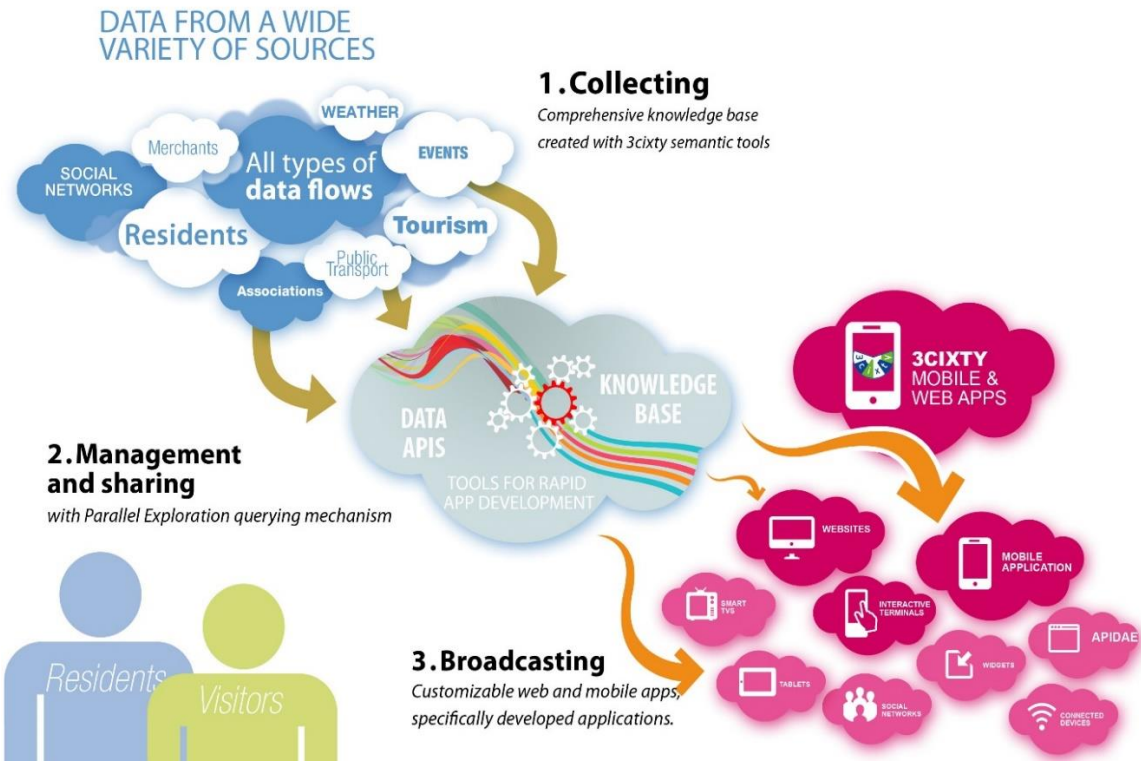 DATA FROM A WIDE
VARIETY OF SOURCES
1.Collecting
Comprehensive knowledge base
created with 3cixty semantic tools
WEATHER
Merchants
All types of
data flows
EVENTS
SOCIAL
NETWORKS
Residents
Tourism
Public
Transport
Associations
DATA
APIS
KNOWLEDGE
BASE
TOOLS FOR RAPID
APP DEVELOPMENT
3cixty
3CIXTY
MOBILE &
WEB APPS
2.Management
and sharing
with Parallel Exploration querying mechanism
Residents
Visitors
3.Broadcasting
Customizable web and mobile apps,
specifically developed applications.
WEBSITES
MOBILE
APPLICATION
SMART
TVS
INTERACTIVE
TERMINALS
APIDAE
TABLETS
WIDGETS
SOCIAL
NETWORKS
CONNECTED
DEVICES